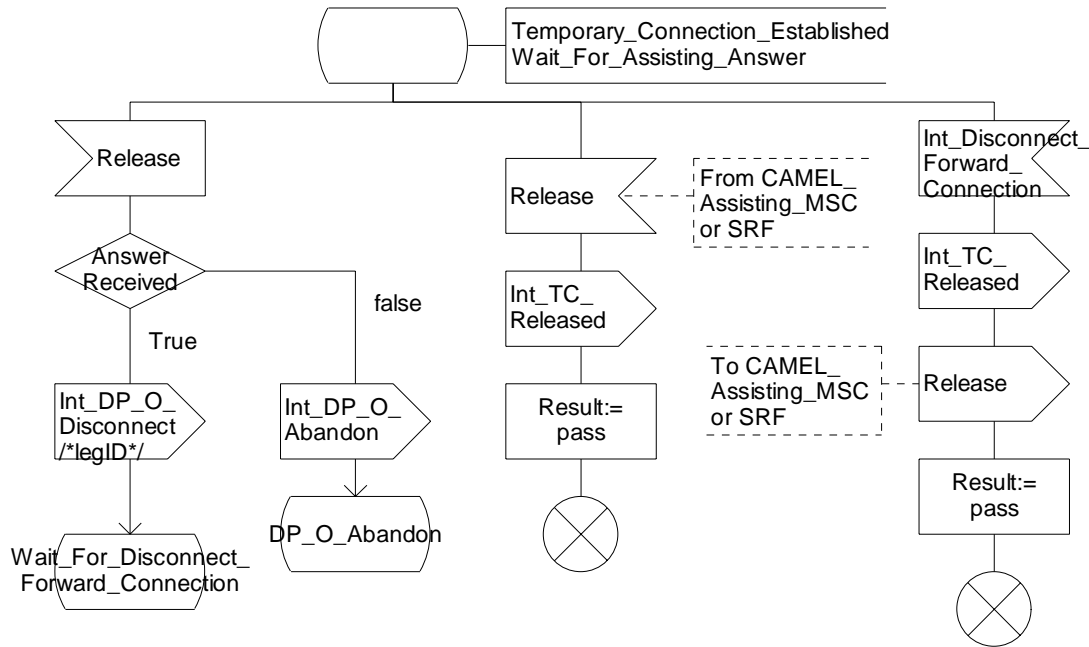 Temporary_Connection_Established
Wait_For_Assisting_Answer
Release
Answer
Received
True
false
Int_DP_O_
Disconnect
/*legID*/
Int_DP_O_
Abandon
Wait_For_Disconnect_
Forward_Connection
DP_O_Abandon
Release
From CAMEL_
Assisting_MSC
or SRF
Int_TC_
Released
Result:=
pass
Int_Disconnect_
Forward_
Connection
Int_TC_
Released
To CAMEL_
Assisting_MSC
or SRF
Release
Result:=
pass